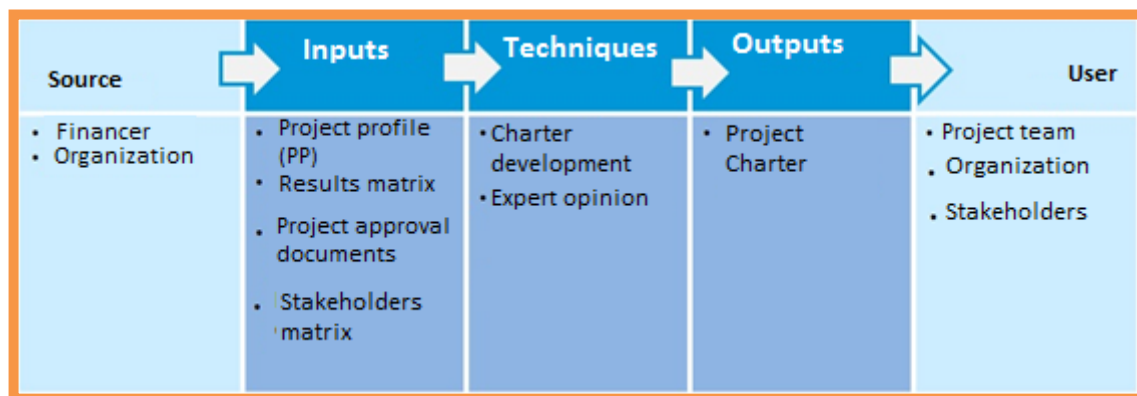 Source
Inputs
Techniques
Outputs
User
• Financer
• Organization
• Project profile
(PP)
• Results matrix
• Project approval
documents
• Stakeholders
matrix
• Charter
development
• Expert opinion
• Project
Charter
• Project team
• Organization
• Stakeholders